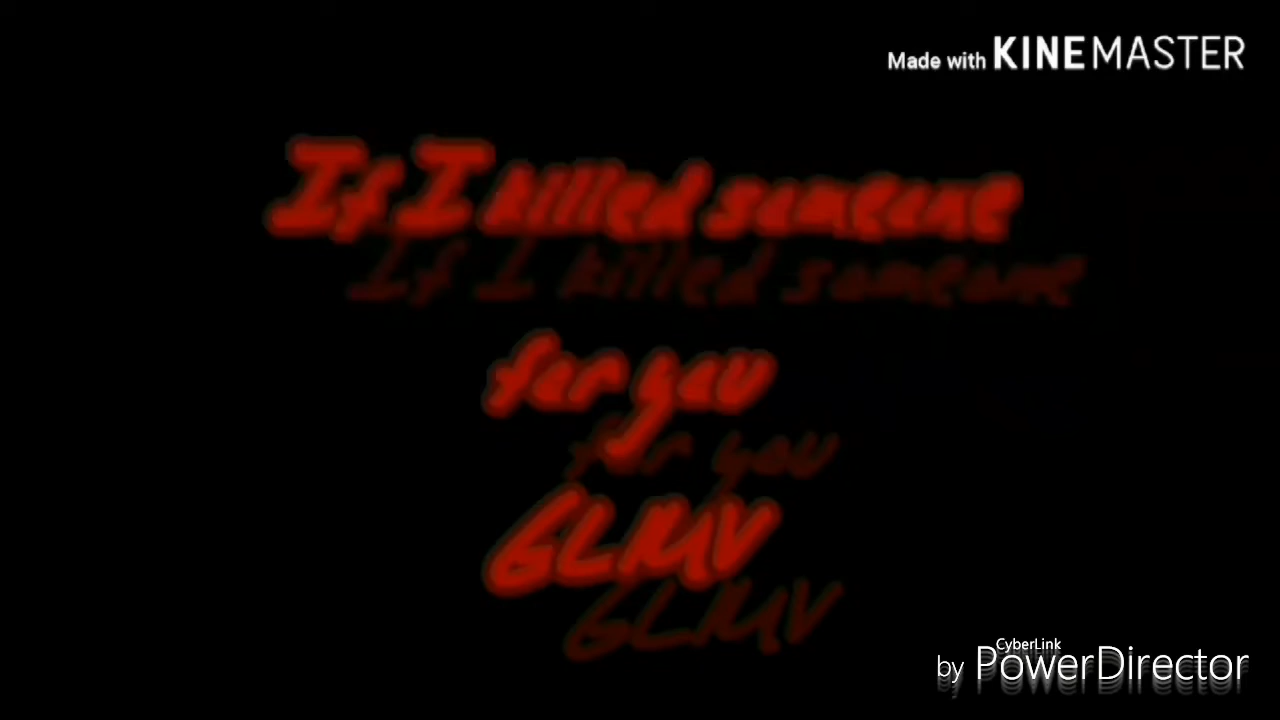 Made with KINEMASTER
If I killed someone
If I killed someone
for you
for you
GLMV
GLMV
CyberLink
by PowerDirector